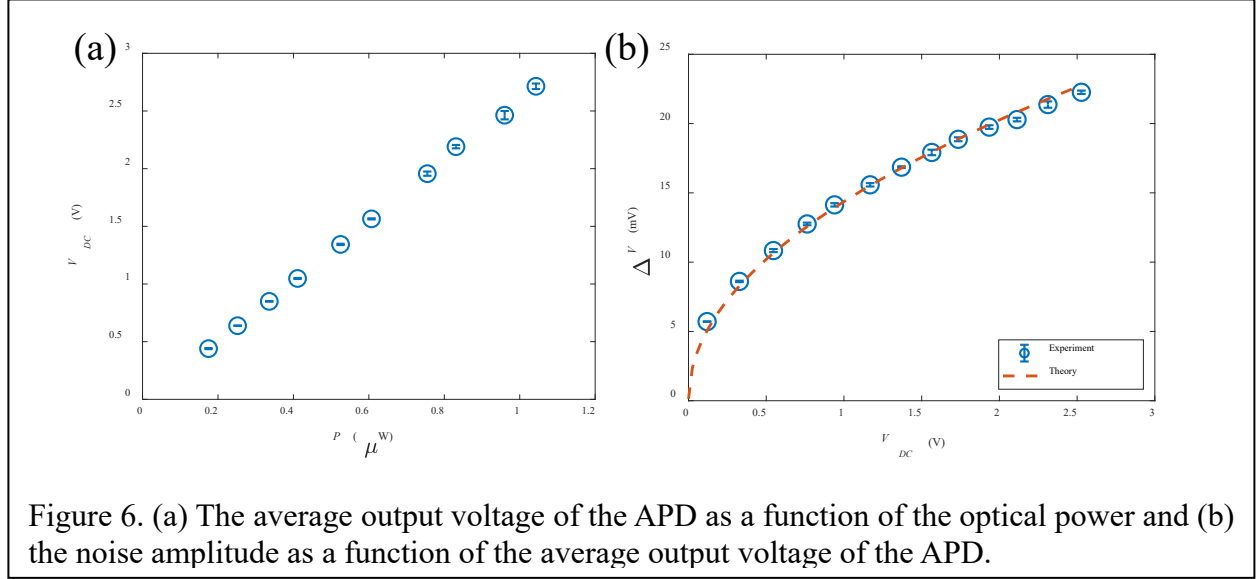 (a)
3
2.5
2
1.5
1
0.5
0
V DC (V)
0 0.2 0.4 0.6 0.8 1 1.2
P ( μW)
(b)
25
20
15
10
5
0
ΔV (mV)
Experiment
Theory
0 0.5 1 1.5 2 2.5 3
V DC (V)
Figure 6. (a) The average output voltage of the APD as a function of the optical power and (b)
the noise amplitude as a function of the average output voltage of the APD.